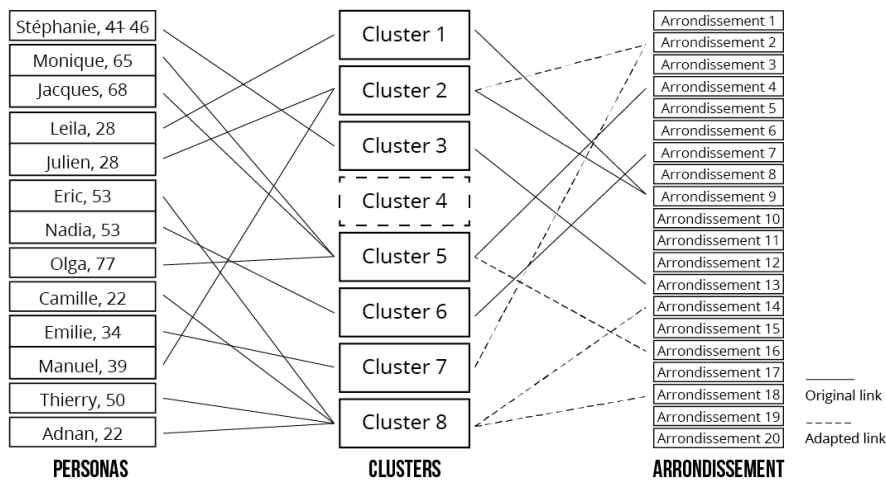 Stéphanie, 41 46
Monique, 65
Jacques, 68
Leila, 28
Julien, 28
Eric, 53
Nadia, 53
Olga, 77
Camille, 22
Emilie, 34
Manuel, 39
Thierry, 50
Adnan, 22
PERSONAS
Cluster 1
Cluster 2
Cluster 3
Cluster 4
Cluster 5
Cluster 6
Cluster 7
Cluster 8
CLUSTERS
Arrondissement 1
Arrondissement 2
Arrondissement 3
Arrondissement 4
Arrondissement 5
Arrondissement 6
Arrondissement 7
Arrondissement 8
Arrondissement 9
Arrondissement 10
Arrondissement 11
Arrondissement 12
Arrondissement 13
Arrondissement 14
Arrondissement 15
Arrondissement 16
Arrondissement 17
Arrondissement 18
Arrondissement 19
Arrondissement 20
ARRONDISSEMENT
Original link
Adapted link